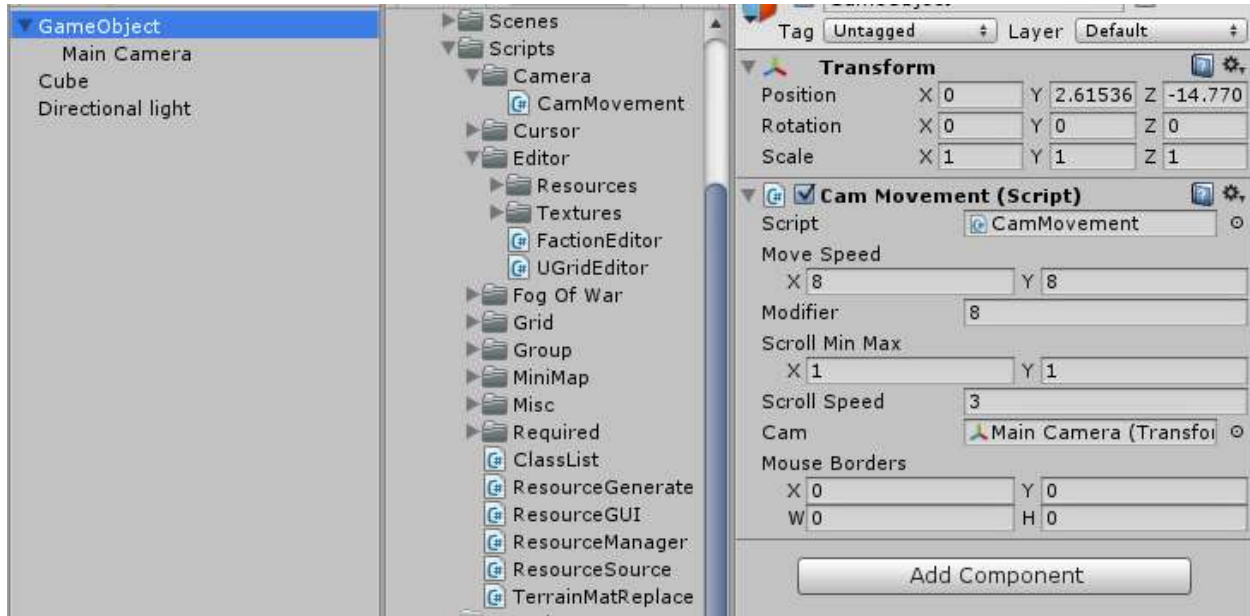 GameObject
Main Camera
Cube
Directional light
Scenes
Scripts
Camera
CamMovement
Cursor
Editor
Resources
Textures
FactionEditor
UGridEditor
Fog Of War
Grid
Group
MiniMap
Misc
Required
ClassList
ResourceGenerate
ResourceGUI
ResourceManager
ResourceSource
TerrainMatReplace
Tag Untagged Layer Default
Transform
Position X 0 Y 2.61536 Z -14.770
Rotation X 0 Y 0 Z 0
Scale X 1 Y 1 Z 1
Cam Movement (Script)
Script CamMovement
Move Speed
X 8 Y 8
Modifier 8
Scroll Min Max
X 1 Y 1
Scroll Speed 3
Cam Main Camera (Transfo
Mouse Borders
X 0 Y 0
W 0 H 0
Add Component